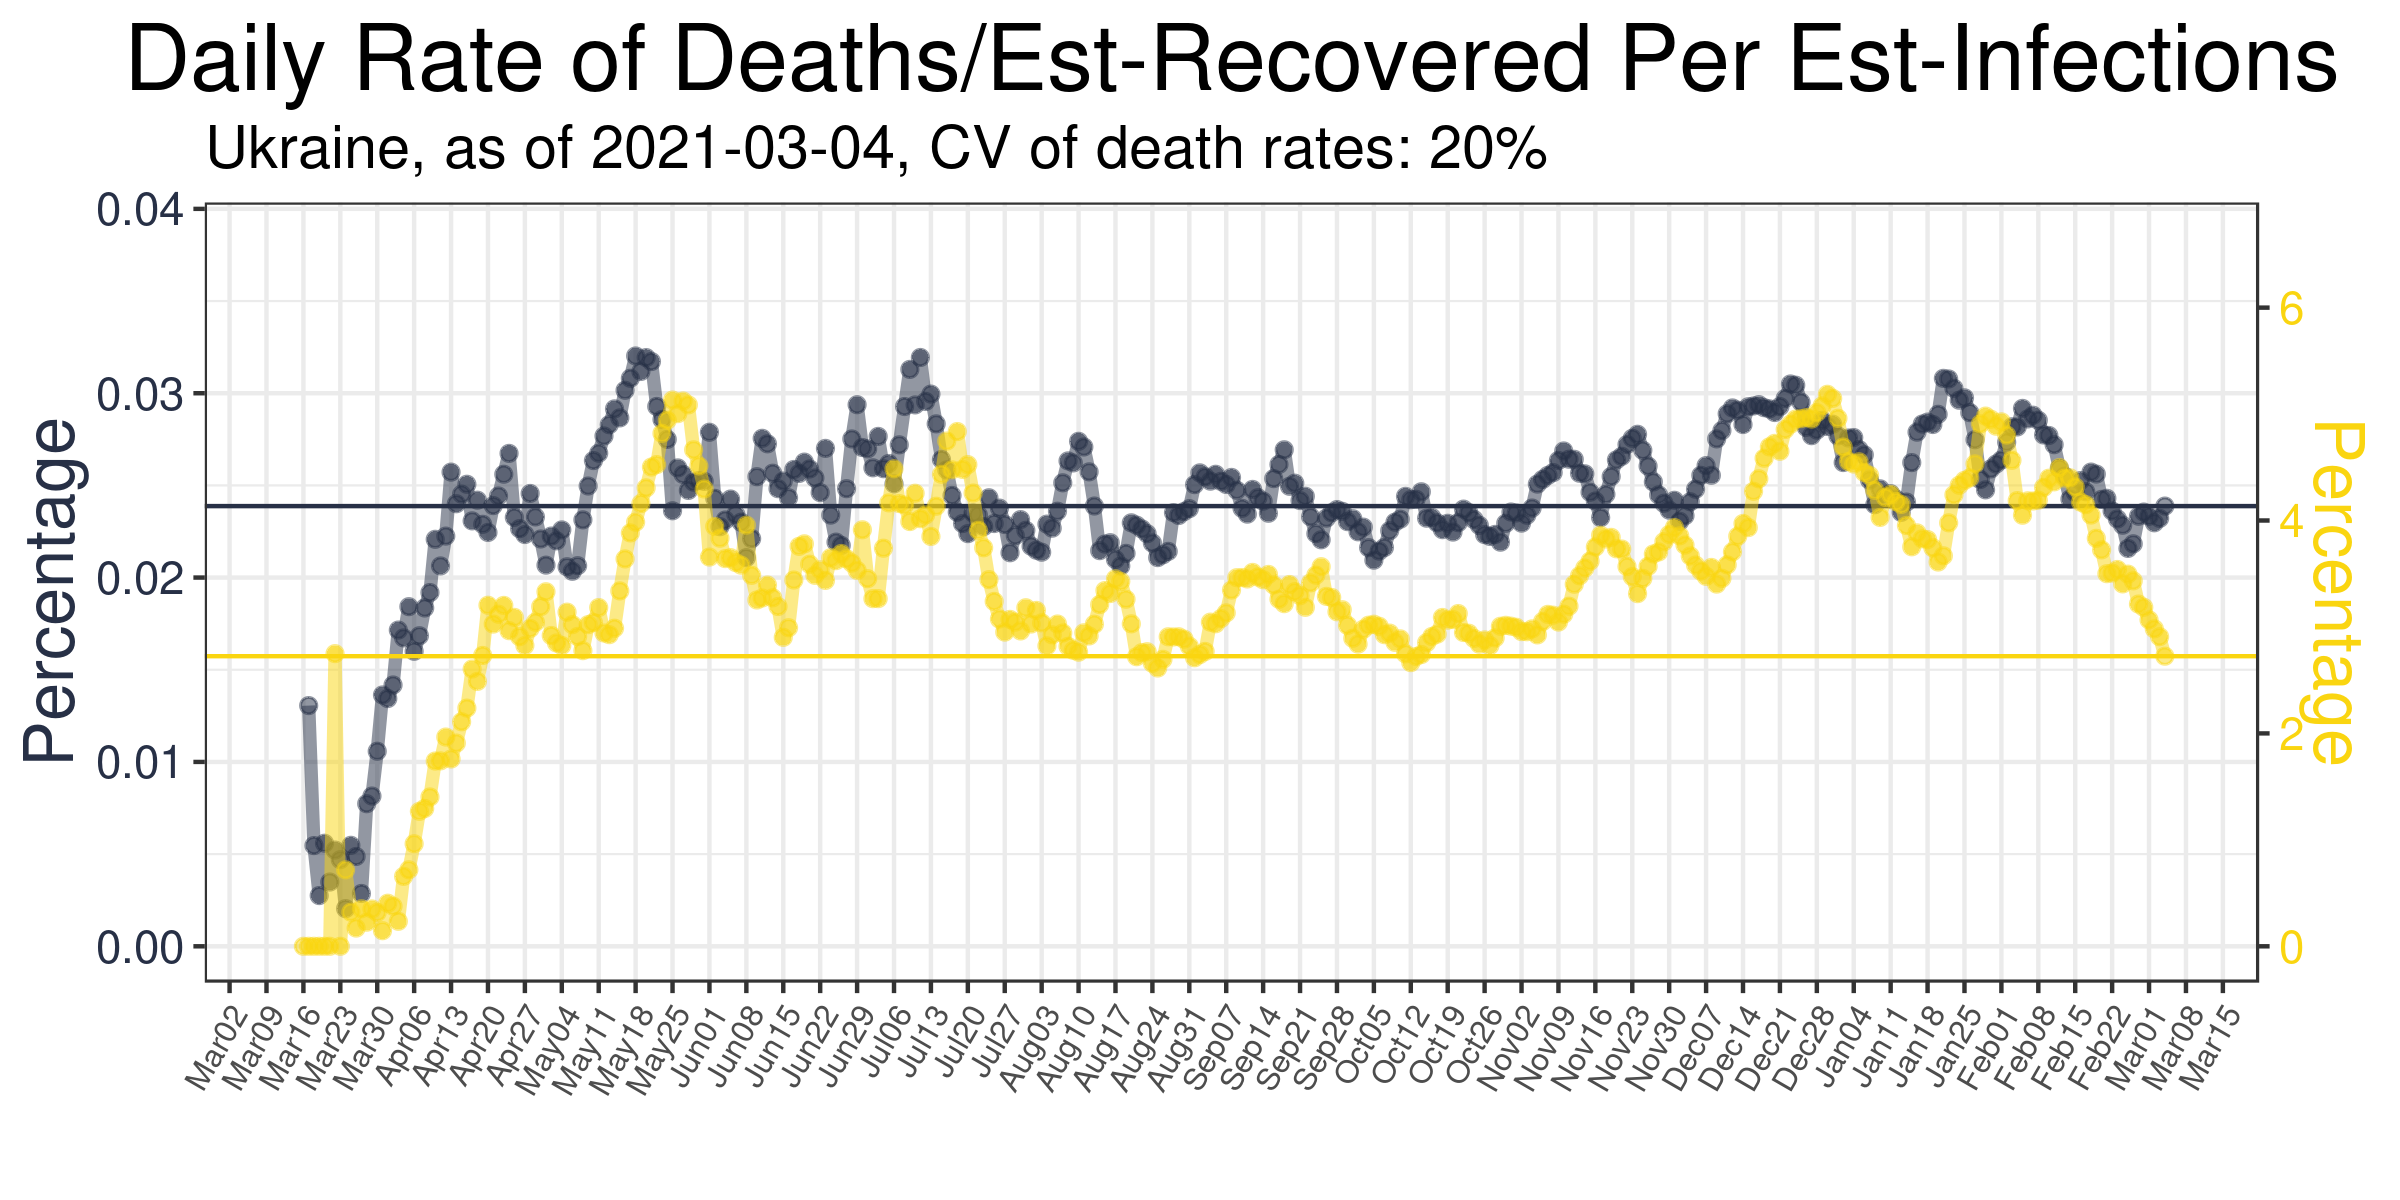 Daily Rate of Deaths/Est-Recovered Per Est-Infections
Ukraine, as of 2021-03-04, CV of death rates: 20%
Percentage
0.04
0.03
0.02
0.01
0.00
6
4
2
0
Percentage
Mar02 Mar09 Mar16 Mar23 Mar30 Apr06 Apr13 Apr20 Apr27 May04 May11 May18 May25 Jun01 Jun08 Jun15 Jun22 Jun29 Jul06 Jul13 Jul20 Jul27 Aug03 Aug10 Aug17 Aug24 Aug31 Sep07 Sep14 Sep21 Sep28 Oct05 Oct12 Oct19 Oct26 Nov02 Nov09 Nov16 Nov23 Nov30 Dec07 Dec14 Dec21 Dec28 Jan04 Jan11 Jan18 Jan25 Feb01 Feb08 Feb15 Feb22 Mar01 Mar08 Mar15